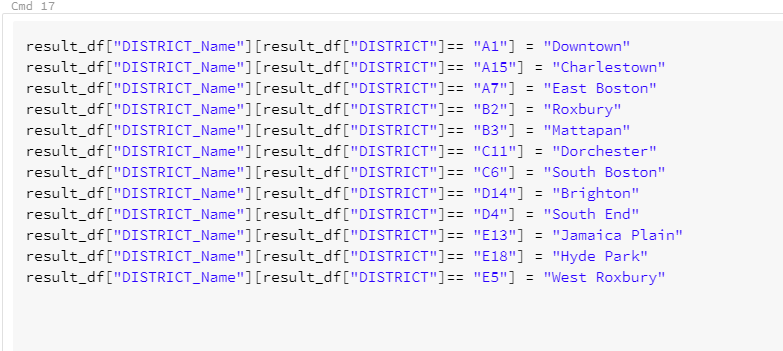 Cmd 17
result_df["DISTRICT_Name"][result_df["DISTRICT"]== "A1"] = "Downtown"
result_df["DISTRICT_Name"][result_df["DISTRICT"]== "A15"] = "Charlestown"
result_df["DISTRICT_Name"][result_df["DISTRICT"]== "A7"] = "East Boston"
result_df["DISTRICT_Name"][result_df["DISTRICT"]== "B2"] = "Roxbury"
result_df["DISTRICT_Name"][result_df["DISTRICT"]== "B3"] = "Mattapan"
result_df["DISTRICT_Name"][result_df["DISTRICT"]== "C11"] = "Dorchester"
result_df["DISTRICT_Name"][result_df["DISTRICT"]== "C6"] = "South Boston"
result_df["DISTRICT_Name"][result_df["DISTRICT"]== "D14"] = "Brighton"
result_df["DISTRICT_Name"][result_df["DISTRICT"]== "D4"] = "South End"
result_df["DISTRICT_Name"][result_df["DISTRICT"]== "E13"] = "Jamaica Plain"
result_df["DISTRICT_Name"][result_df["DISTRICT"]== "E18"] = "Hyde Park"
result_df["DISTRICT_Name"][result_df["DISTRICT"]== "E5"] = "West Roxbury"